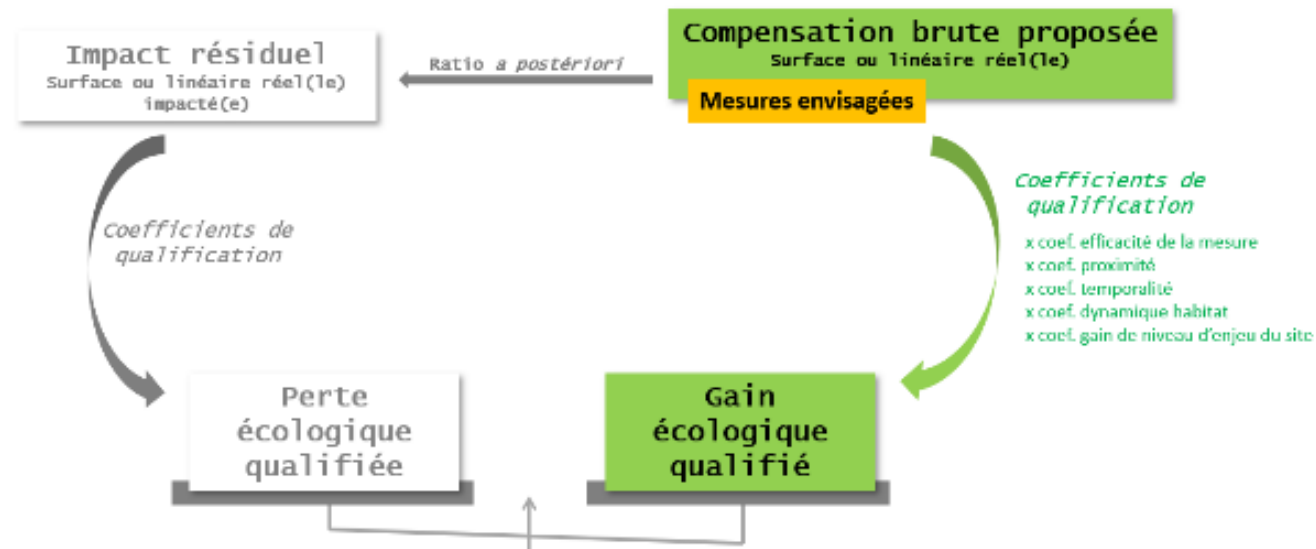 Impact résiduel
Surface ou linéaire réel(le)
impacté(e)
Ratio a postériori
Compensation brute proposée
Surface ou linéaire réel(le)
Mesures envisagées
Coefficients de
qualification
Coefficients de
qualification
x coef. efficacité de la mesure
x coef. proximité
x coef. temporalité
x coef. dynamique habitat
x coef. gain de niveau d'enjeu du site
Perte
écologique
qualifiée
Gain
écologique
qualifié